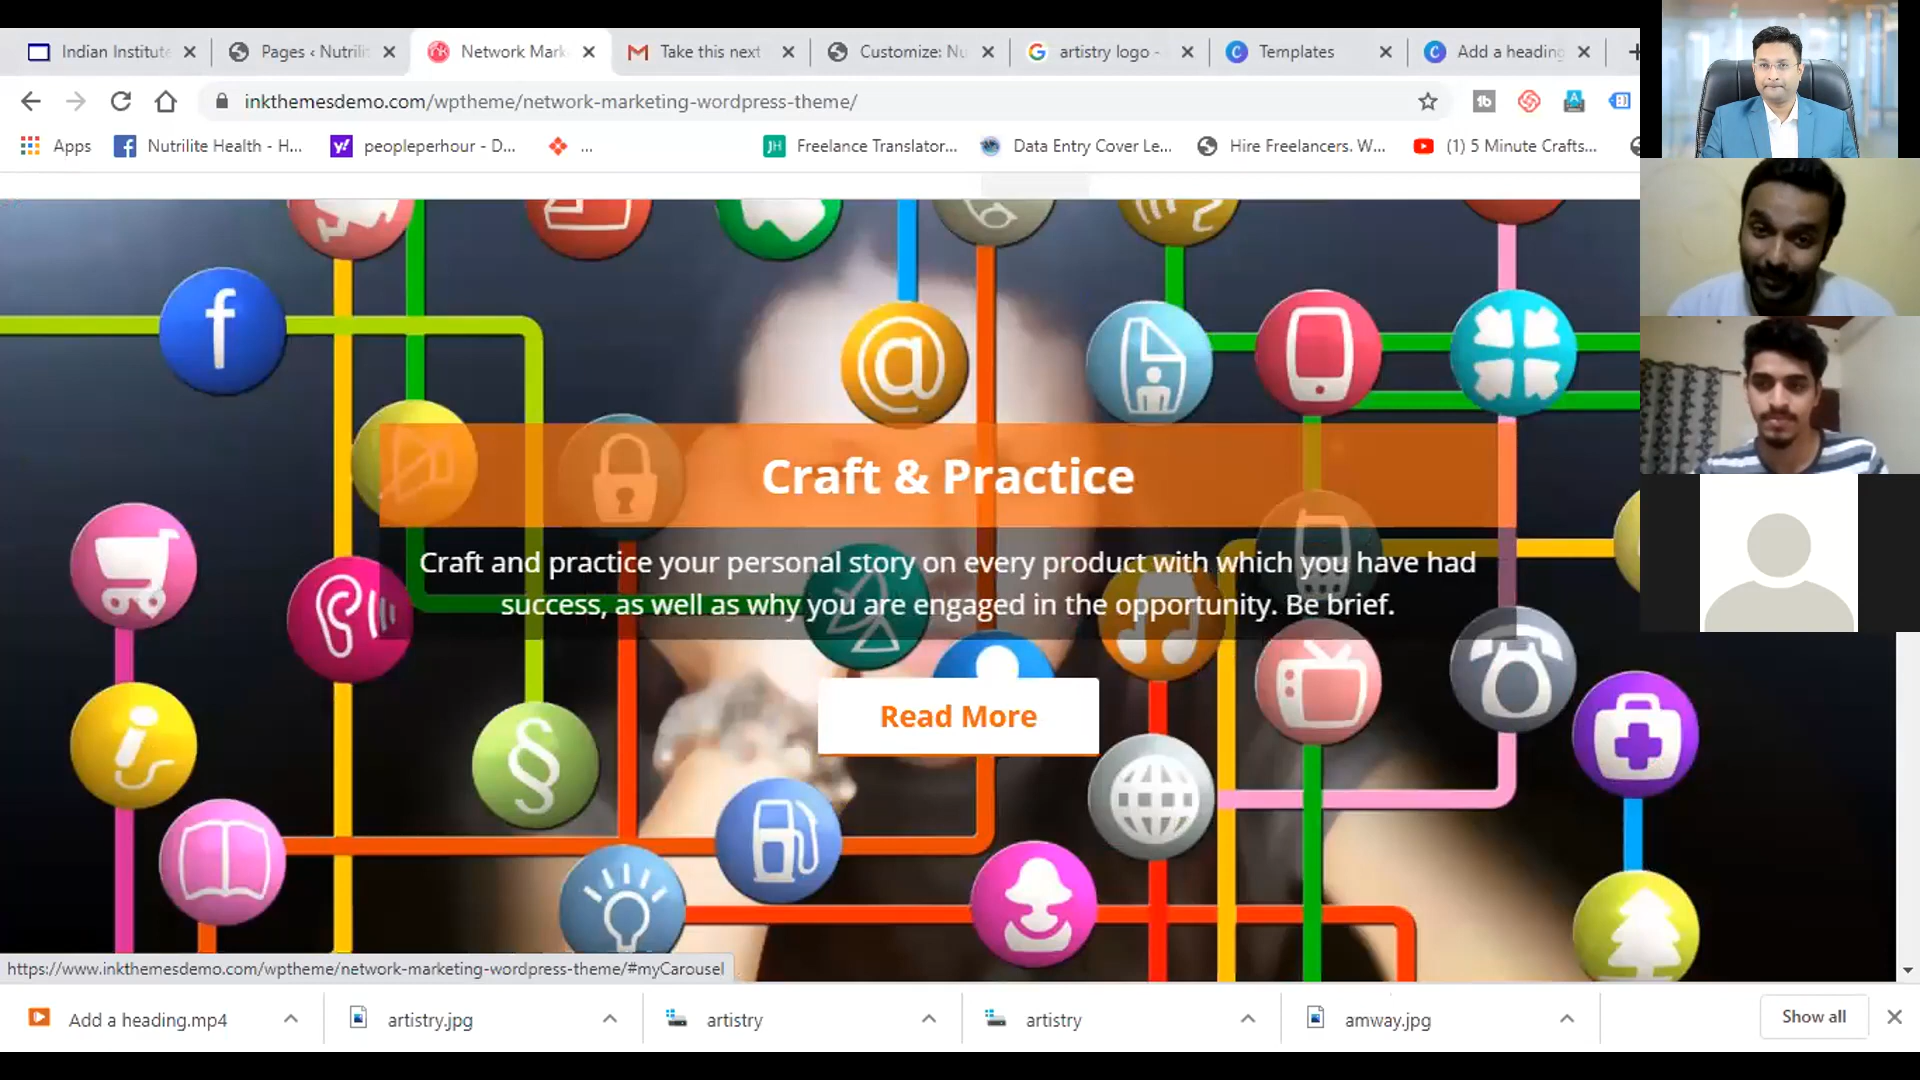 Indian Institute
Pages ‹ Nutrili
Network Mark
Take this next
Customize: Nu
artistry logo -
Templates
Add a heading
inkthemesdemo.com/wptheme/network-marketing-wordpress-theme/
Apps
Nutrilite Health - H...
peopleperhour - D...
...
Freelance Translator...
Data Entry Cover Le...
Hire Freelancers. W...
(1) 5 Minute Crafts...
Craft & Practice
Craft and practice your personal story on every product with which you have had
success, as well as why you are engaged in the opportunity. Be brief.
Read More
https://www.inkthemesdemo.com/wptheme/network-marketing-wordpress-theme/#myCarousel
Add a heading.mp4
artistry.jpg
artistry
artistry
amway.jpg
Show all